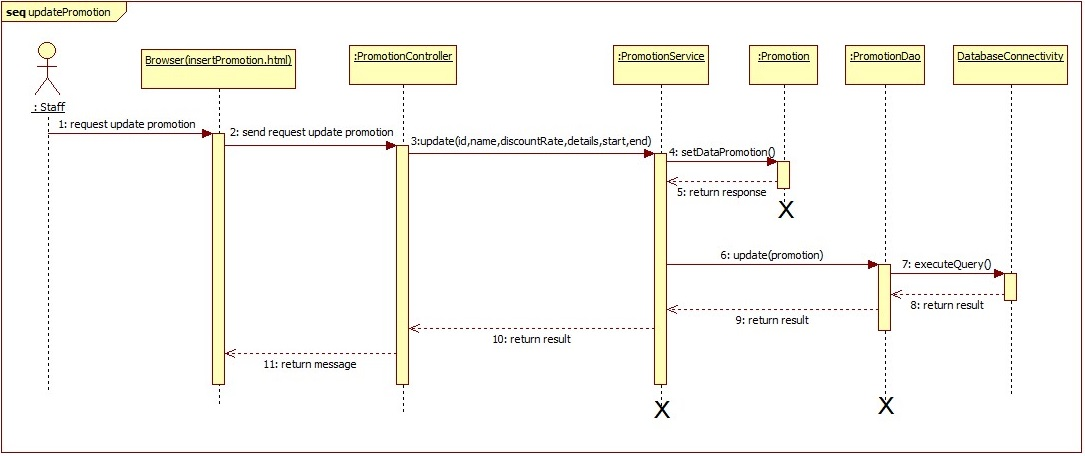 seq updatePromotion
: Staff
Browser(insertPromotion.html)
:PromotionController
:PromotionService
:Promotion
:PromotionDao
DatabaseConnectivity
1: request update promotion
2: send request update promotion
3:update(id,name,discountRate,details,start,end)
4: setDataPromotion()
5: return response
X
6: update(promotion)
7: executeQuery()
8: return result
9: return result
10: return result
11: return message
X
X